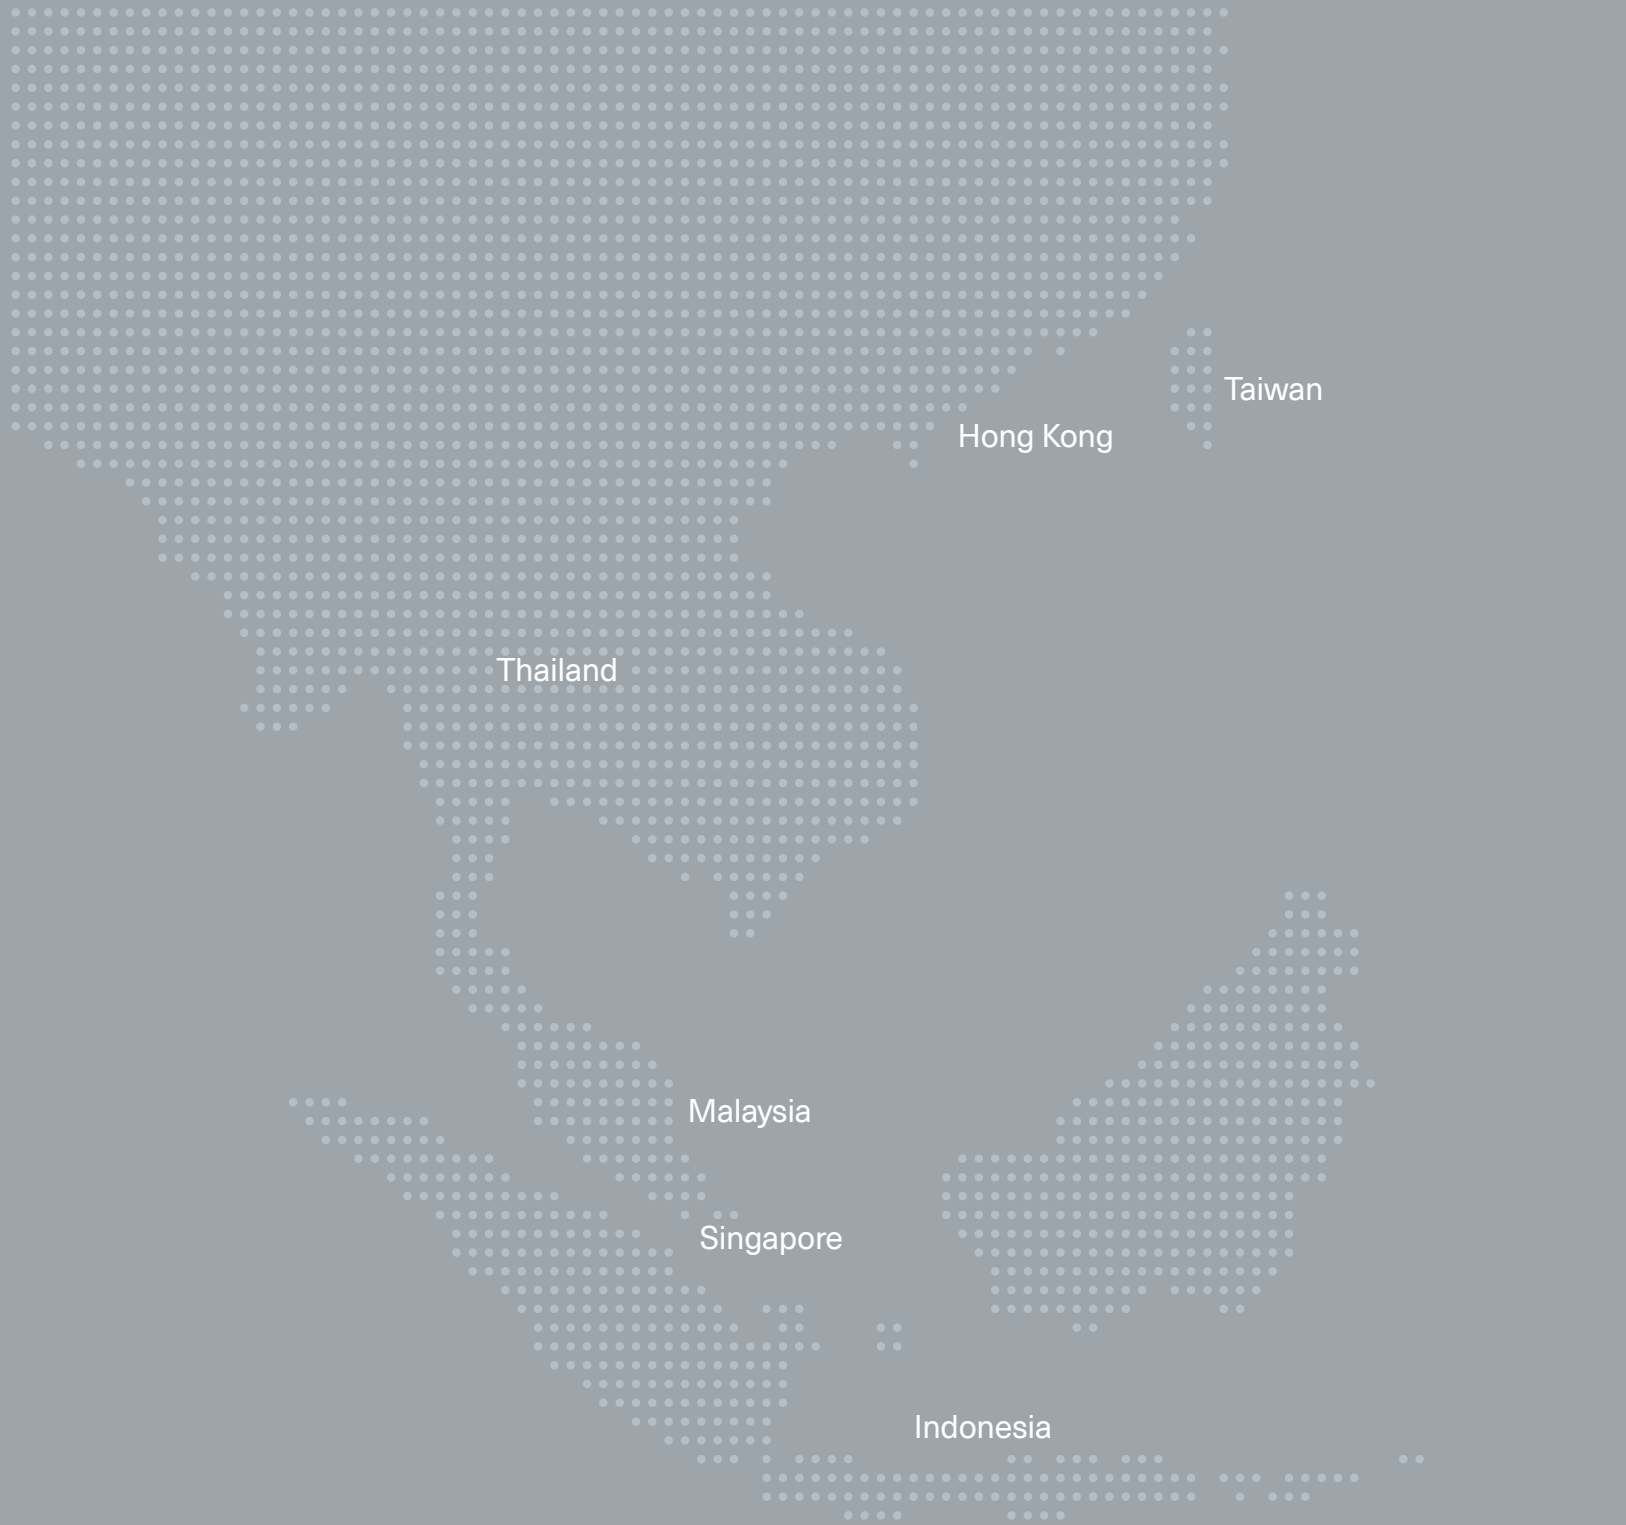 Taiwan
Hong Kong
Thailand
Malaysia
Singapore
Indonesia